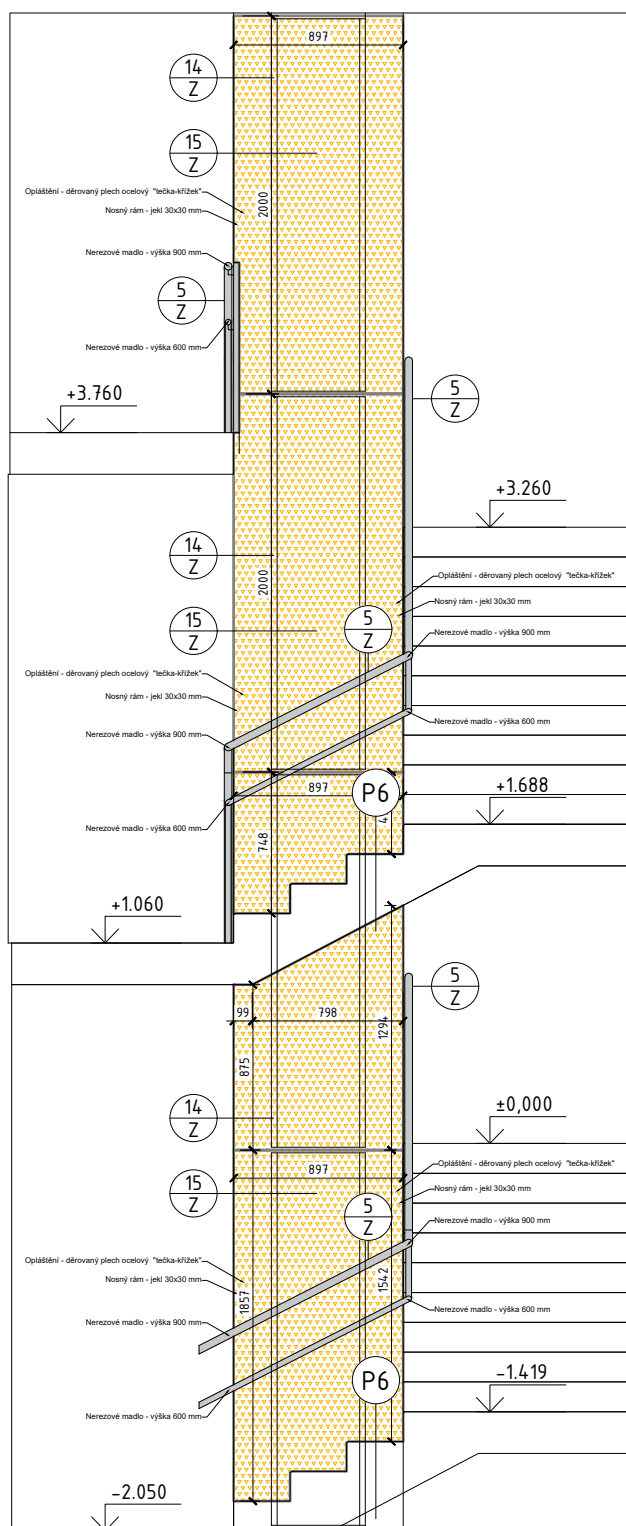 897
14
Z
15
Z
Opláštění - děrovaný plech ocelový "tečka-křížek"
Nosný rám - jekl 30x30 mm
2000
Nerezové madlo - výška 900 mm
5
Z
Nerezové madlo - výška 600 mm
5
Z
+3.760
+3.260
14
Z
2000
Opláštění - děrovaný plech ocelový "tečka-křížek"
Nosný rám - jekl 30x30 mm
15
Z
5
Z
Nerezové madlo - výška 900 mm
Opláštění - děrovaný plech ocelový "tečka-křížek"
Nosný rám - jekl 30x30 mm
Nerezové madlo - výška 600 mm
Nerezové madlo - výška 900 mm
897
P6
+1.688
Nerezové madlo - výška 600 mm
748
+1.060
5
Z
99
798
1294
875
14
Z
±0,000
897
Opláštění - děrovaný plech ocelový "tečka-křížek"
15
Z
Nosný rám - jekl 30x30 mm
5
Z
Nerezové madlo - výška 900 mm
Opláštění - děrovaný plech ocelový "tečka-křížek"
Nosný rám - jekl 30x30 mm
1857
1542
Nerezové madlo - výška 600 mm
Nerezové madlo - výška 900 mm
P6
-1.419
Nerezové madlo - výška 600 mm
-2.050